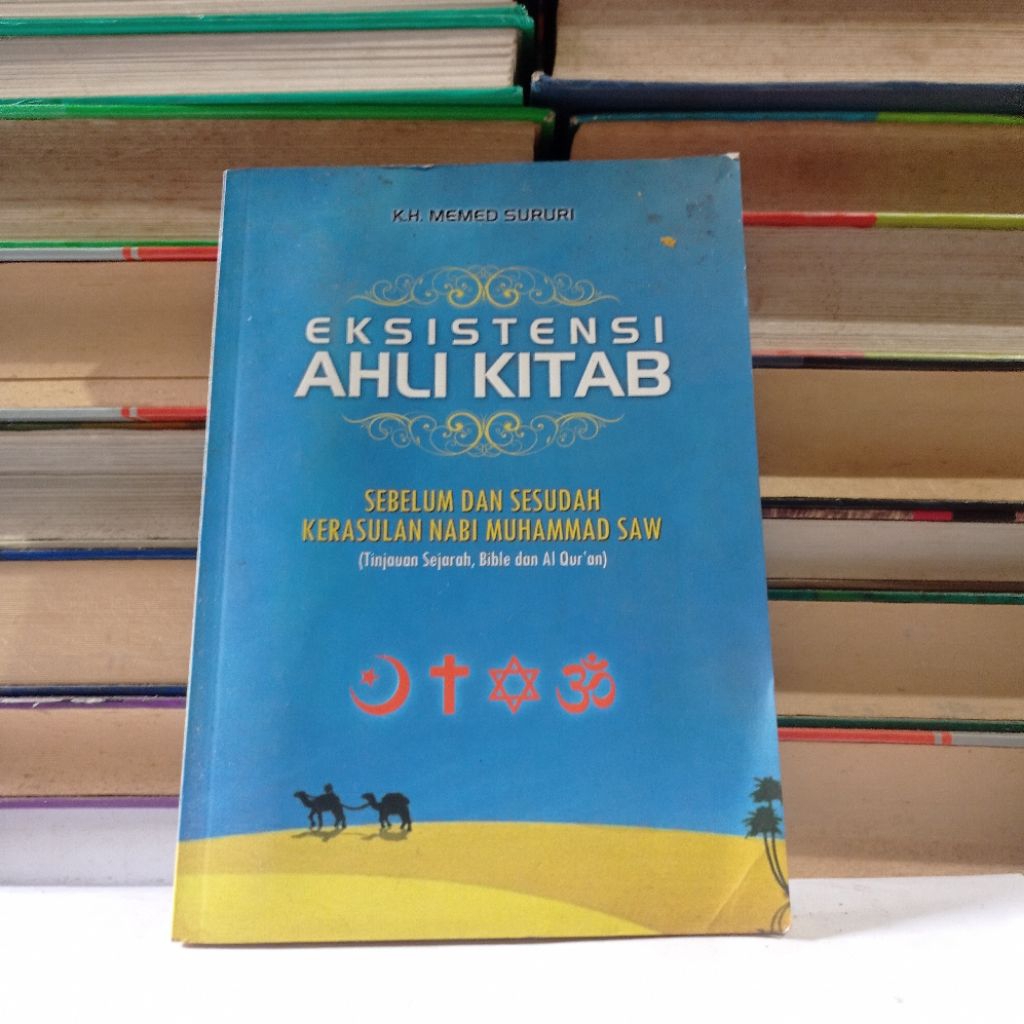 K.H. MEMED SURURI
EKSISTENSI
AHLI KITAB
SEBELUM DAN SESUDAH
KERASULAN NABI MUHAMMAD SAW
(Tinjauan Sejarah, Bible dan Al Qur'an)